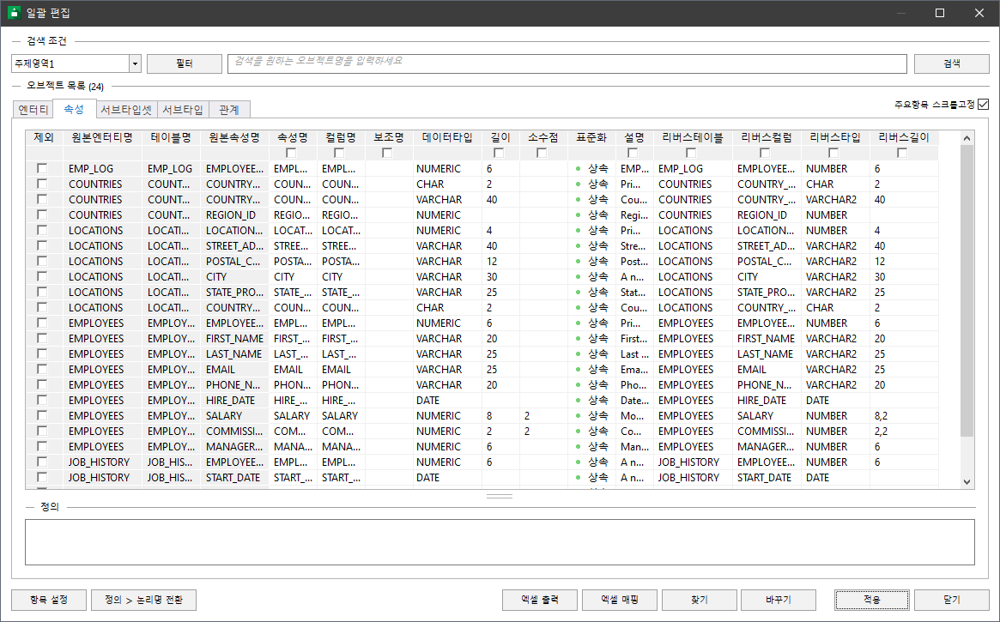 일괄 편집
검색 조건
주제영역1 필터 검색을 원하는 오브젝트명을 입력하세요 검색
오브젝트 목록 (24)
엔터티 속성 서브타입셋 서브타입 관계 주요항목 스크롤고정
제외 원본엔터티명 테이블명 원본속성명 속성명 컬럼명 보조명 데이터타입 길이 소수점 표준화 설명 리버스테이블 리버스컬럼 리버스타입 리버스길이
EMP_LOG EMP_LOG EMPLOYEE... EMPL... EMPL... NUMERIC 6 상속 EMP... EMP_LOG EMPLOYEE... NUMBER 6
COUNTRIES COUNT... COUNTRY... COUN... COUN... CHAR 2 상속 Pri... COUNTRIES COUNTRY_... CHAR 2
COUNTRIES COUNT... COUNTRY... COUN... COUN... VARCHAR 40 상속 Cou... COUNTRIES COUNTRY_... VARCHAR2 40
COUNTRIES COUNT... REGION_ID REGIO... REGIO... NUMERIC 상속 Regi... COUNTRIES REGION_ID NUMBER
LOCATIONS LOCATI... LOCATION... LOCAT... LOCAT... NUMERIC 4 상속 Pri... LOCATIONS LOCATION... NUMBER 4
LOCATIONS LOCATI... STREET_AD... STREE... STREE... VARCHAR 40 상속 Stre... LOCATIONS STREET_AD... VARCHAR2 40
LOCATIONS LOCATI... POSTAL_C... POSTA... POSTA... VARCHAR 12 상속 Post... LOCATIONS POSTAL_C... VARCHAR2 12
LOCATIONS LOCATI... CITY CITY CITY VARCHAR 30 상속 A n... LOCATIONS CITY VARCHAR2 30
LOCATIONS LOCATI... STATE_PRO... STATE_... STATE_... VARCHAR 25 상속 Stat... LOCATIONS STATE_PRO... VARCHAR2 25
LOCATIONS LOCATI... COUNTRY... COUN... COUN... CHAR 2 상속 Cou... LOCATIONS COUNTRY_... CHAR 2
EMPLOYEES EMPLOY... EMPLOYEE... EMPL... EMPL... NUMERIC 6 상속 Pri... EMPLOYEES EMPLOYEE... NUMBER 6
EMPLOYEES EMPLOY... FIRST_NAME FIRST_... FIRST_... VARCHAR 20 상속 First... EMPLOYEES FIRST_NAME VARCHAR2 20
EMPLOYEES EMPLOY... LAST_NAME LAST_... LAST_... VARCHAR 25 상속 Last ... EMPLOYEES LAST_NAME VARCHAR2 25
EMPLOYEES EMPLOY... EMAIL EMAIL EMAIL VARCHAR 25 상속 Ema... EMPLOYEES EMAIL VARCHAR2 25
EMPLOYEES EMPLOY... PHONE_N... PHON... PHON... VARCHAR 20 상속 Pho... EMPLOYEES PHONE_N... VARCHAR2 20
EMPLOYEES EMPLOY... HIRE_DATE HIRE_... HIRE_... DATE 상속 Date... EMPLOYEES HIRE_DATE DATE
EMPLOYEES EMPLOY... SALARY SALARY SALARY NUMERIC 8 2 상속 Mo... EMPLOYEES SALARY NUMBER 8,2
EMPLOYEES EMPLOY... COMMISSI... COM... COM... NUMERIC 2 2 상속 Co... EMPLOYEES COMMISSI... NUMBER 2,2
EMPLOYEES EMPLOY... MANAGER... MANA... MANA... NUMERIC 6 상속 Man... EMPLOYEES MANAGER... NUMBER 6
JOB_HISTORY JOB_HIS... EMPLOYEE... EMPL... EMPL... NUMERIC 6 상속 A n... JOB_HISTORY EMPLOYEE... NUMBER 6
JOB_HISTORY JOB_HIS... START_DATE START_... START_... DATE 상속 A n... JOB_HISTORY START_DATE DATE
정의
항목 설정 정의 > 논리명 전환 엑셀 출력 엑셀 매핑 찾기 바꾸기 적용 닫기